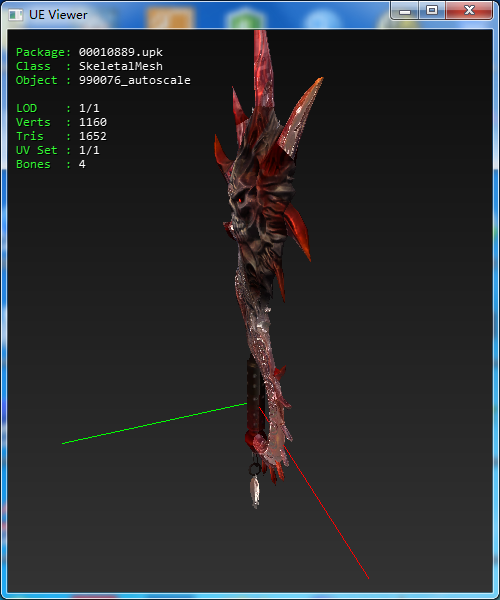 UE Viewer
Package: 00010889.upk
Class : SkeletalMesh
Object : 990076_autoscale
LOD : 1/1
Verts : 1160
Tris : 1652
UV Set : 1/1
Bones : 4